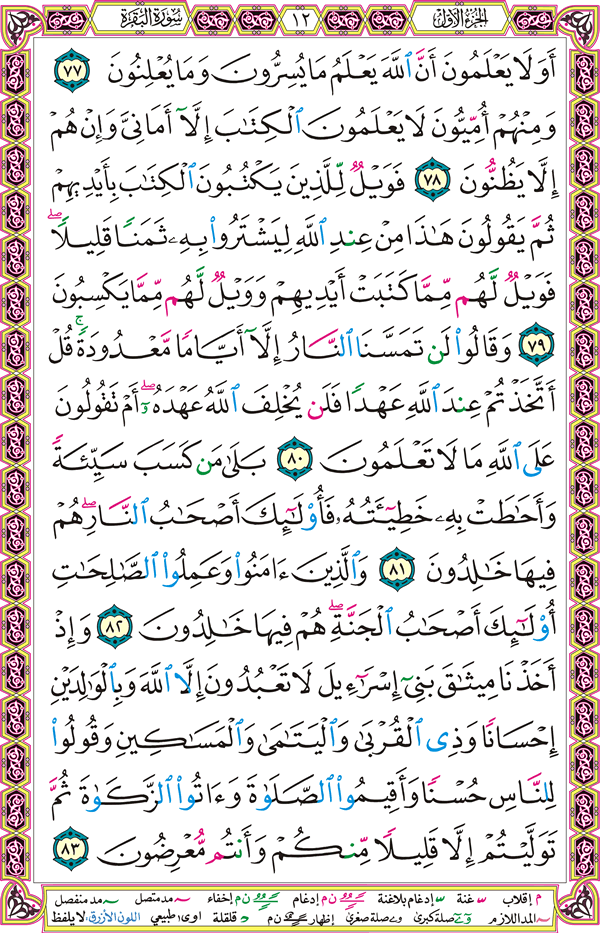 الجزء الأول
١٢
سورة البقرة
أَوَلَا يَعْلَمُونَ أَنَّ ٱللَّهَ يَعْلَمُ مَا يُسِرُّونَ وَمَا يُعْلِنُونَ ٧٧
وَمِنْهُمْ أُمِّيُّونَ لَا يَعْلَمُونَ ٱلْكِتَٰبَ إِلَّآ أَمَانِىَّ وَإِنْ هُمْ
إِلَّا يَظُنُّونَ ٧٨ فَوَيْلٌ لِّلَّذِينَ يَكْتُبُونَ ٱلْكِتَٰبَ بِأَيْدِيهِمْ
ثُمَّ يَقُولُونَ هَٰذَا مِنْ عِندِ ٱللَّهِ لِيَشْتَرُوا۟ بِهِۦ ثَمَنًا قَلِيلًا ۖ
فَوَيْلٌ لَّهُم مِّمَّا كَتَبَتْ أَيْدِيهِمْ وَوَيْلٌ لَّهُم مِّمَّا يَكْسِبُونَ
٧٩ وَقَالُوا۟ لَن تَمَسَّنَا ٱلنَّارُ إِلَّآ أَيَّامًا مَّعْدُودَةً ۚ قُلْ
أَتَّخَذْتُمْ عِندَ ٱللَّهِ عَهْدًا فَلَن يُخْلِفَ ٱللَّهُ عَهْدَهُۥٓ ۖ أَمْ تَقُولُونَ
عَلَى ٱللَّهِ مَا لَا تَعْلَمُونَ ٨٠ بَلَىٰ مَن كَسَبَ سَيِّئَةً
وَأَحَٰطَتْ بِهِۦ خَطِيٓـَٔتُهُۥ فَأُو۟لَٰٓئِكَ أَصْحَٰبُ ٱلنَّارِ ۖ هُمْ
فِيهَا خَٰلِدُونَ ٨١ وَٱلَّذِينَ ءَامَنُوا۟ وَعَمِلُوا۟ ٱلصَّٰلِحَٰتِ
أُو۟لَٰٓئِكَ أَصْحَٰبُ ٱلْجَنَّةِ ۖ هُمْ فِيهَا خَٰلِدُونَ ٨٢ وَإِذْ
أَخَذْنَا مِيثَٰقَ بَنِىٓ إِسْرَٰٓءِيلَ لَا تَعْبُدُونَ إِلَّا ٱللَّهَ وَبِٱلْوَٰلِدَيْنِ
إِحْسَانًا وَذِى ٱلْقُرْبَىٰ وَٱلْيَتَٰمَىٰ وَٱلْمَسَٰكِينِ وَقُولُوا۟
لِلنَّاسِ حُسْنًا وَأَقِيمُوا۟ ٱلصَّلَوٰةَ وَءَاتُوا۟ ٱلزَّكَوٰةَ ثُمَّ
تَوَلَّيْتُمْ إِلَّا قَلِيلًا مِّنكُمْ وَأَنتُم مُّعْرِضُونَ ٨٣
م إقلاب غنة إدغام بلاغنة ن م إدغام ن م إخفاء مد متصل مد منفصل
المد اللازم صلة كبرى صلة صغرى إظهار ن م قلقلة اوى: طبيعي اللون الأزرق: لا يلفظ